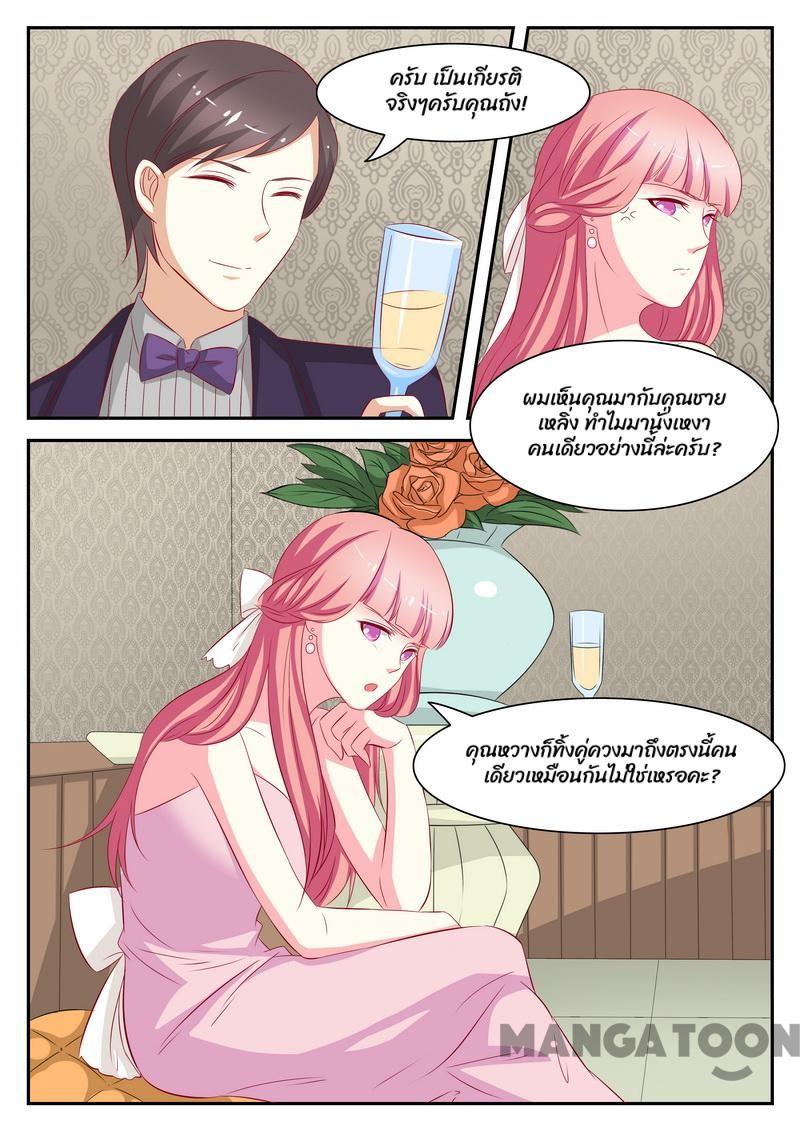 ครับ เป็นเกียรติ
จริงๆครับคุณถัง!
ผมเห็นคุณมากับคุณชาย
เหลิ่ง ทำไมมานั่งเหงา
คนเดียวอย่างนี้ล่ะครับ?
คุณหวางก็ทิ้งคู่ควงมาถึงตรงนี้คน
เดียวเหมือนกันไม่ใช่เหรอคะ?
MANGATOON